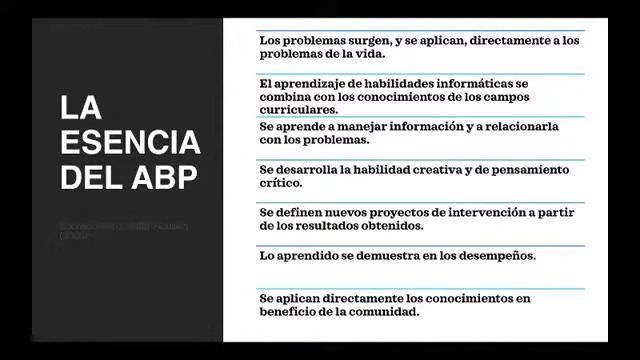 LA
ESENCIA
DEL ABP
Los problemas surgen, y se aplican, directamente a los
problemas de la vida.
El aprendizaje de habilidades informáticas se
combina con los conocimientos de los campos
curriculares.
Se aprende a manejar información y a relacionarla
con los problemas.
Se desarrolla la habilidad creativa y de pensamiento
crítico.
Se definen nuevos proyectos de intervención a partir
de los resultados obtenidos.
Lo aprendido se demuestra en los desempeños.
Se aplican directamente los conocimientos en
beneficio de la comunidad.